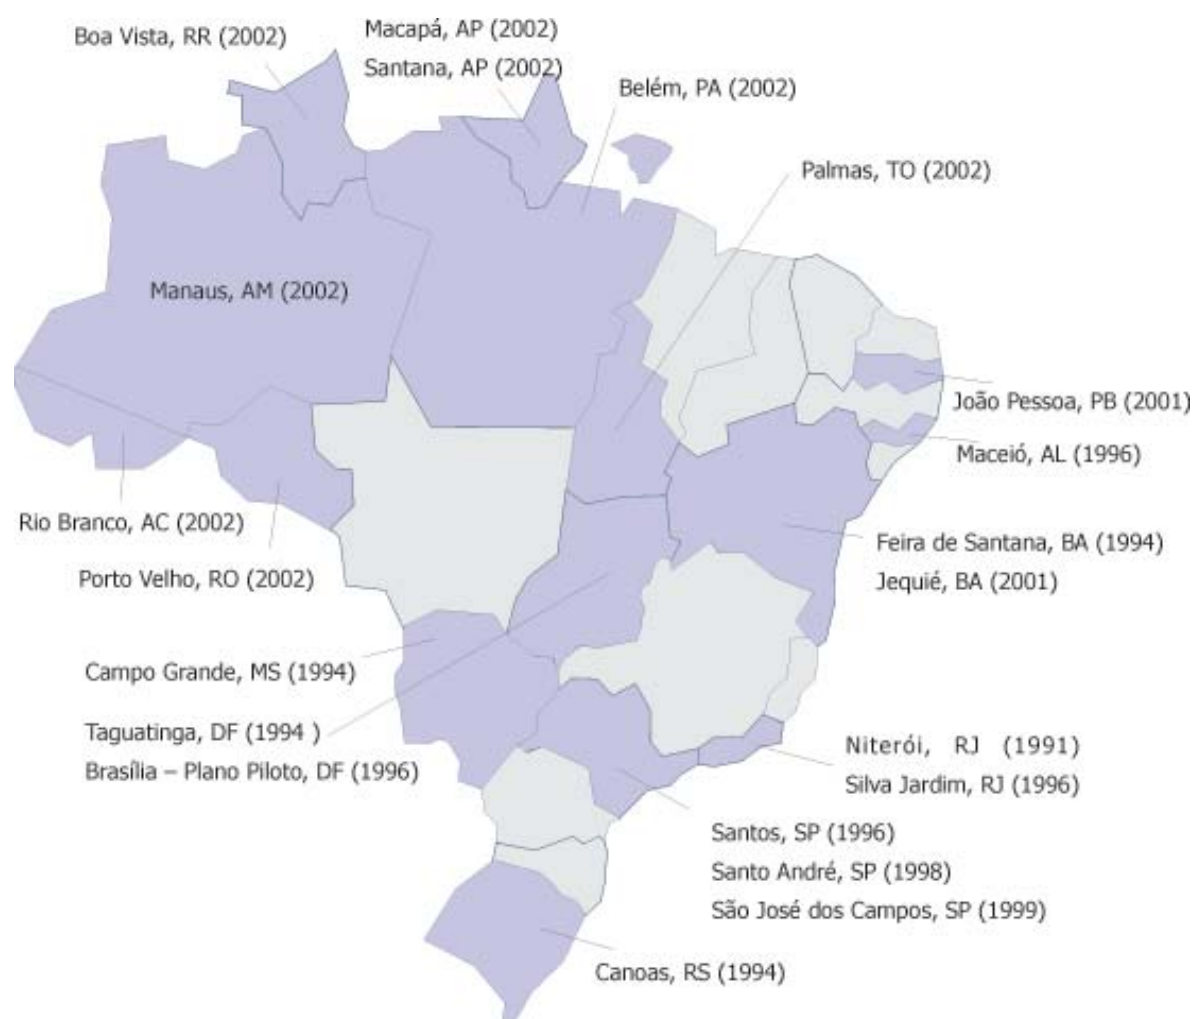 Boa Vista, RR (2002)
Macapá, AP (2002)
Santana, AP (2002)
Belém, PA (2002)
Palmas, TO (2002)
Manaus, AM (2002)
João Pessoa, PB (2001)
Maceió, AL (1996)
Rio Branco, AC (2002)
Porto Velho, RO (2002)
Feira de Santana, BA (1994)
Jequié, BA (2001)
Campo Grande, MS (1994)
Taguatinga, DF (1994 )
Brasília – Plano Piloto, DF (1996)
Niterói, RJ (1991)
Silva Jardim, RJ (1996)
Santos, SP (1996)
Santo André, SP (1998)
São José dos Campos, SP (1999)
Canoas, RS (1994)